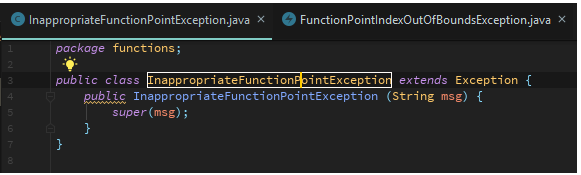 InappropriateFunctionPointException.java × FunctionPointIndexOutOfBoundsException.java ×
1 package functions;
2
3 public class InappropriateFunctionPointException extends Exception {
4 public InappropriateFunctionPointException (String msg) {
5 super(msg);
6 }
7 }
8